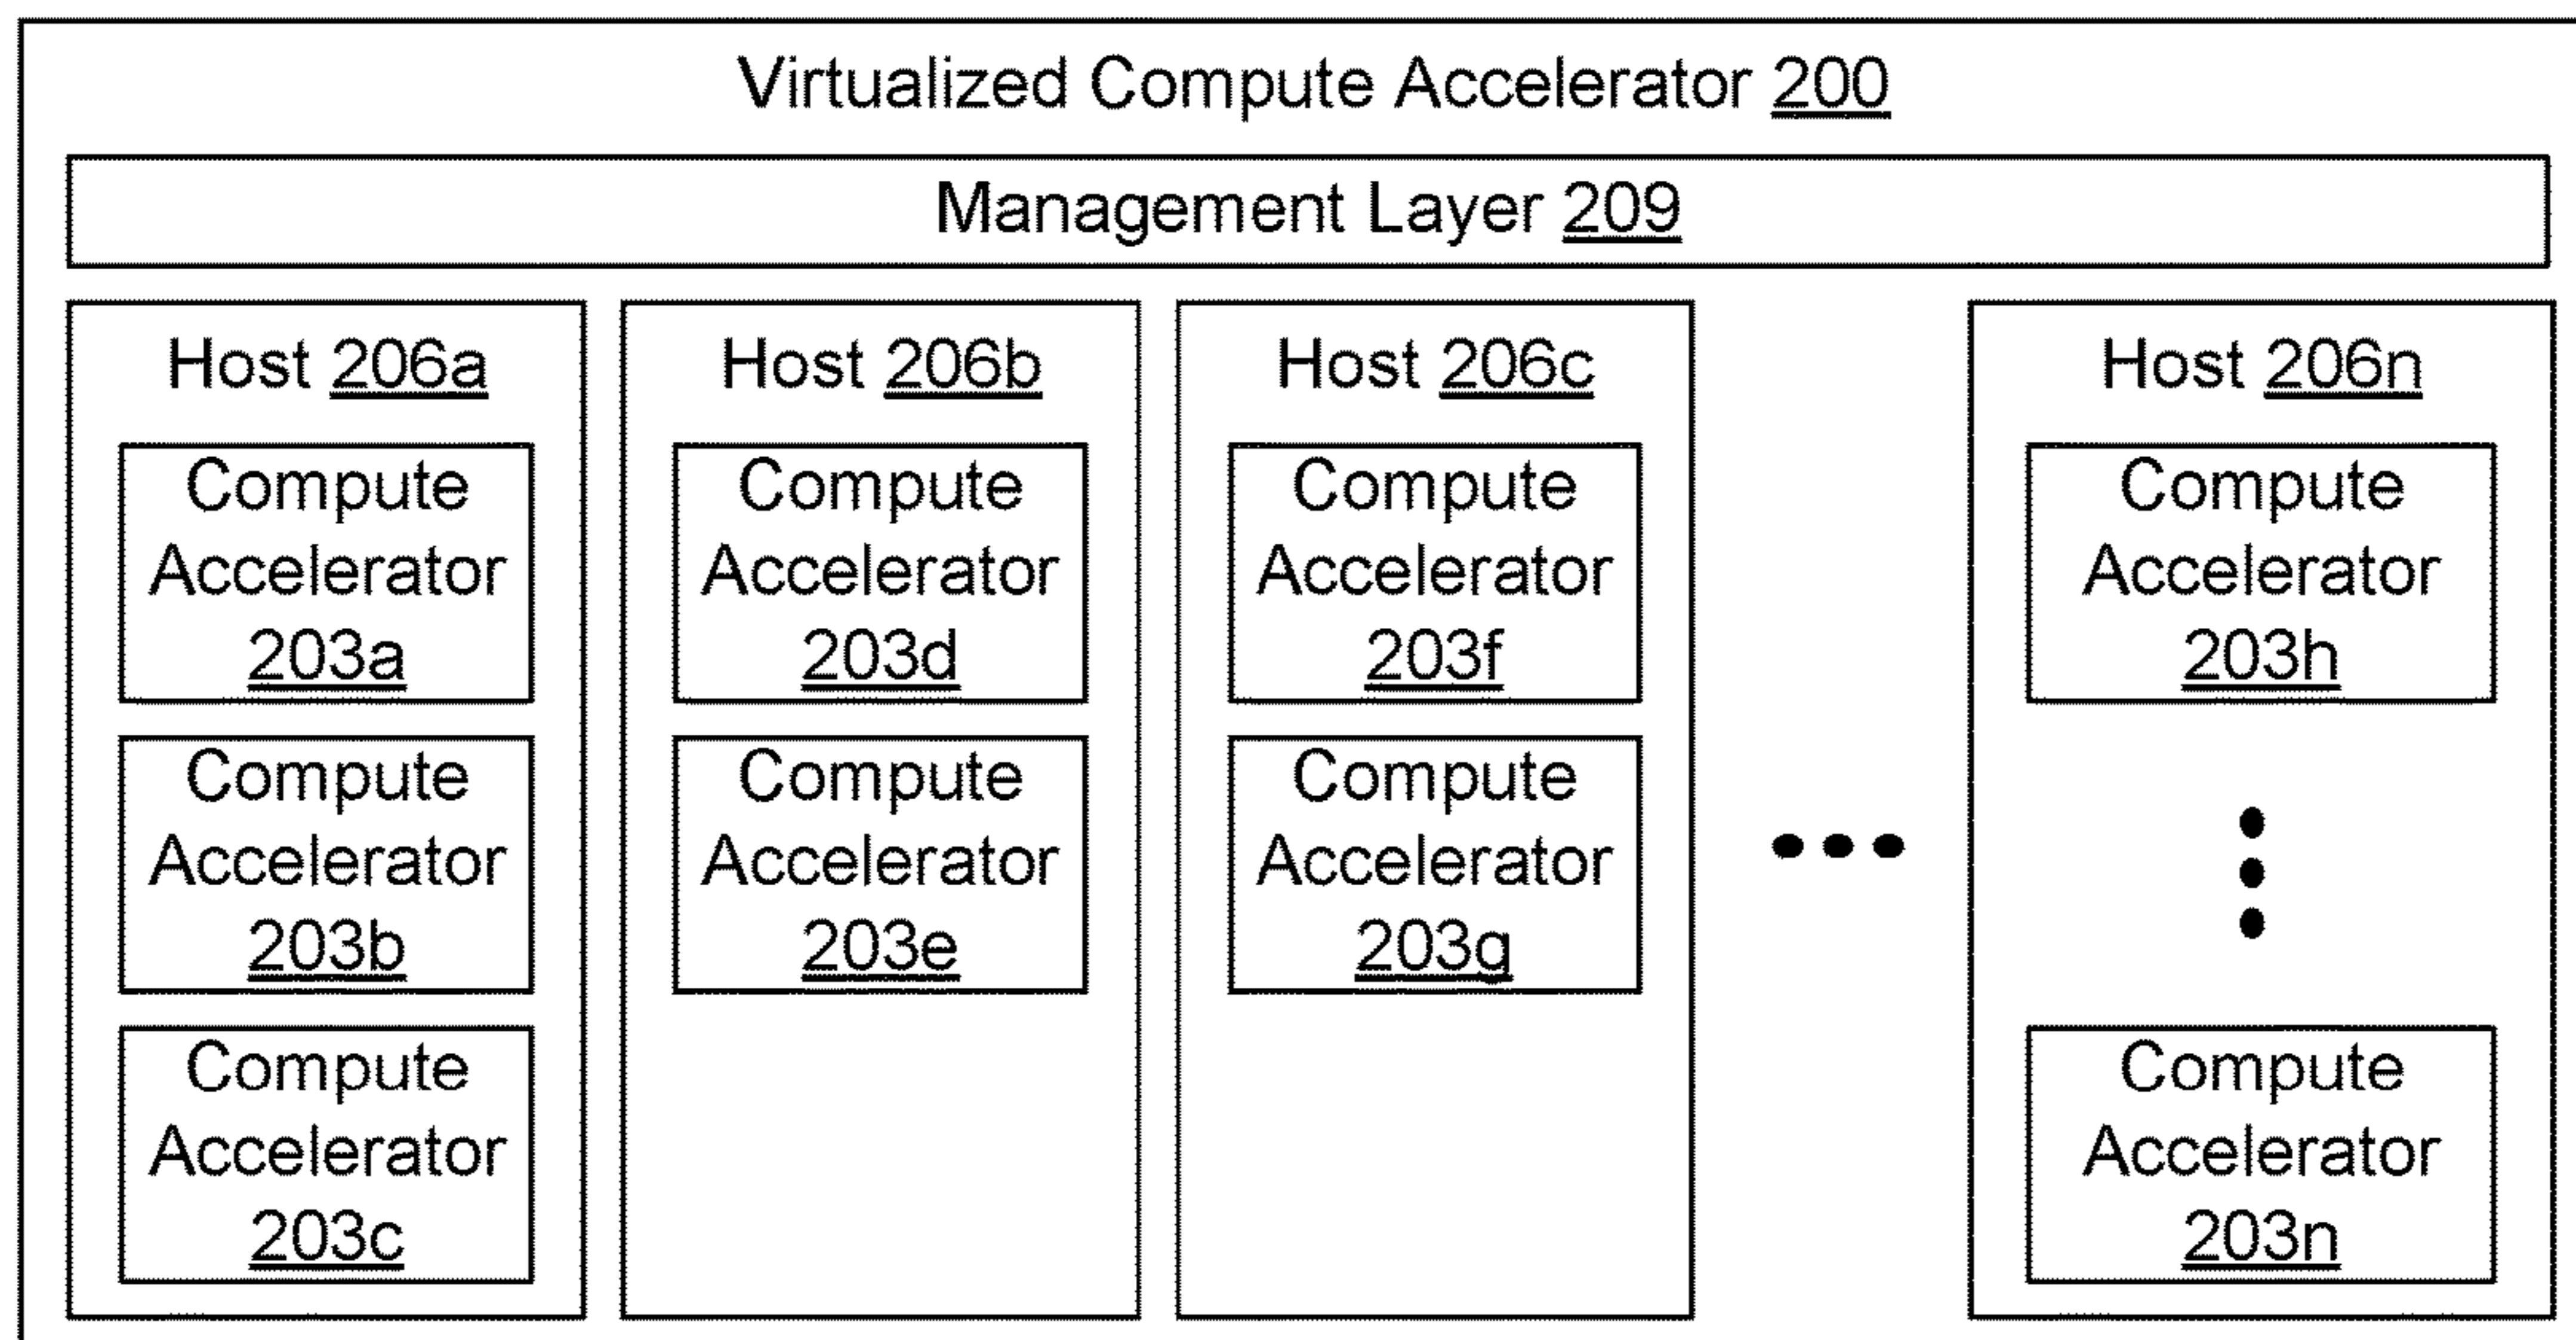 Virtualized Compute Accelerator 200
Management Layer 209
Host 206a
Compute
Accelerator
203a
Compute
Accelerator
203b
Compute
Accelerator
203c
Host 206b
Compute
Accelerator
203d
Compute
Accelerator
203e
Host 206c
Compute
Accelerator
203f
Compute
Accelerator
203g
Host 206n
Compute
Accelerator
203h
Compute
Accelerator
203n